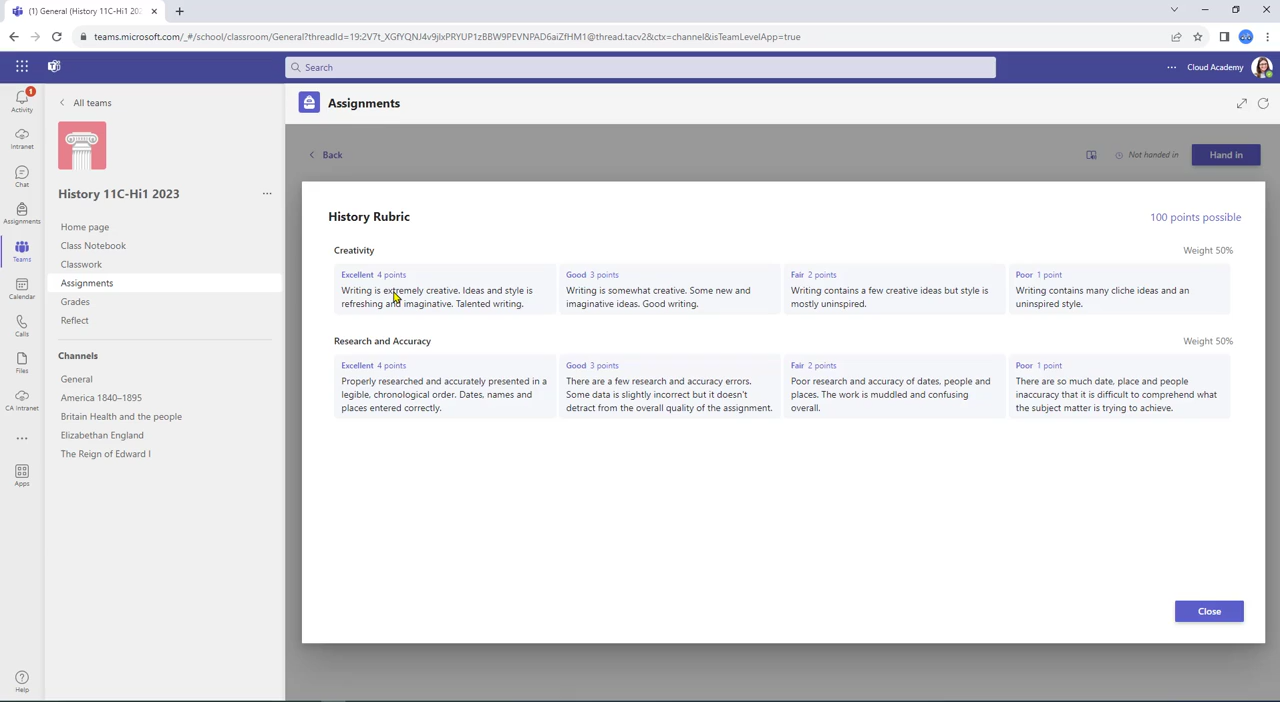 (1) General (History 11C-Hi1 202
teams.microsoft.com/_#/school/classroom/General?threadId=19:2V7t_XGfYQNJ4v9jlxPRYUP1zBBW9PEVNPAD6aiZfHM1@thread.tacv2&ctx=channel&isTeamLevelApp=true
Search
Cloud Academy
1
Activity
Intranet
Chat
Assignments
Teams
Calendar
Calls
Files
CA Intranet
Apps
Help
All teams
History 11C-Hi1 2023
Home page
Class Notebook
Classwork
Assignments
Grades
Reflect
Channels
General
America 1840–1895
Britain Health and the people
Elizabethan England
The Reign of Edward I
Assignments
Back
Not handed in
Hand in
History Rubric
100 points possible
Creativity
Weight 50%
Excellent 4 points
Writing is extremely creative. Ideas and style is
refreshing and imaginative. Talented writing.
Good 3 points
Writing is somewhat creative. Some new and
imaginative ideas. Good writing.
Fair 2 points
Writing contains a few creative ideas but style is
mostly uninspired.
Poor 1 point
Writing contains many cliche ideas and an
uninspired style.
Research and Accuracy
Weight 50%
Excellent 4 points
Properly researched and accurately presented in a
legible, chronological order. Dates, names and
places entered correctly.
Good 3 points
There are a few research and accuracy errors.
Some data is slightly incorrect but it doesn't
detract from the overall quality of the assignment.
Fair 2 points
Poor research and accuracy of dates, people and
places. The work is muddled and confusing
overall.
Poor 1 point
There are so much date, place and people
inaccuracy that it is difficult to comprehend what
the subject matter is trying to achieve.
Close